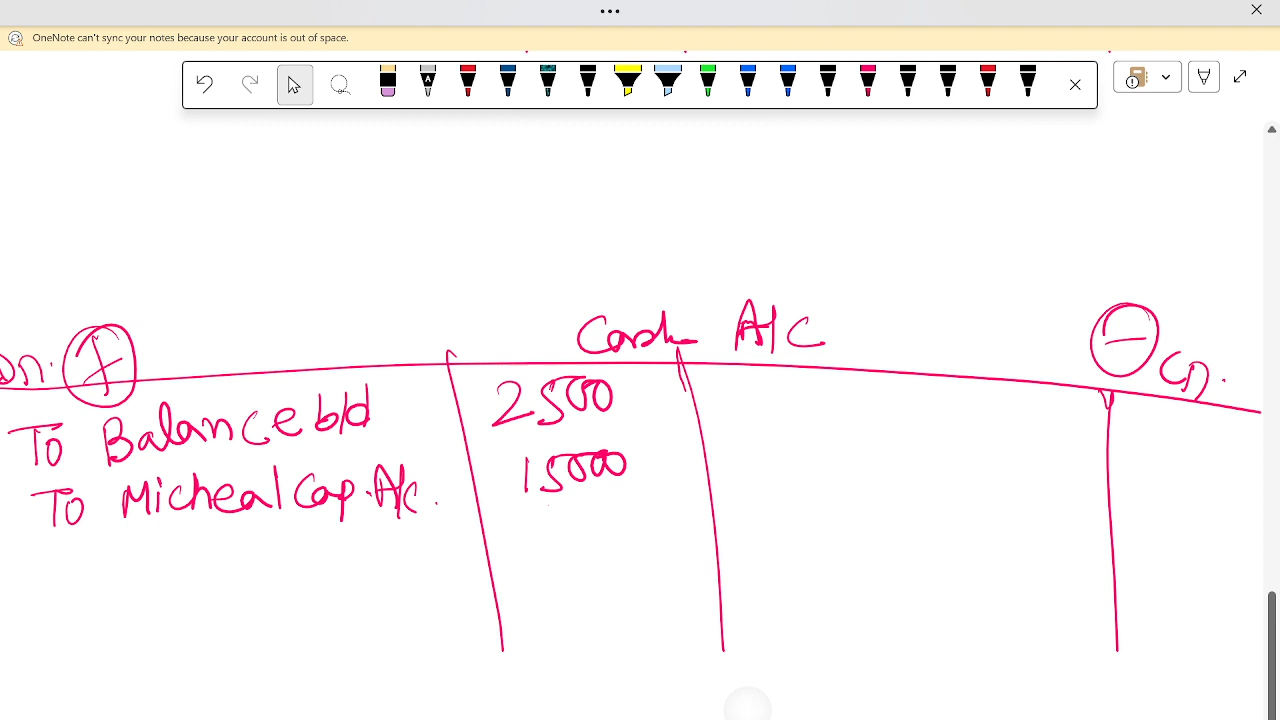 OneNote can't sync your notes because your account is out of space.
Cash A/c
Dr. + - Cr.
To Balance b/d 2500
To Micheal Cap. A/c. 15000